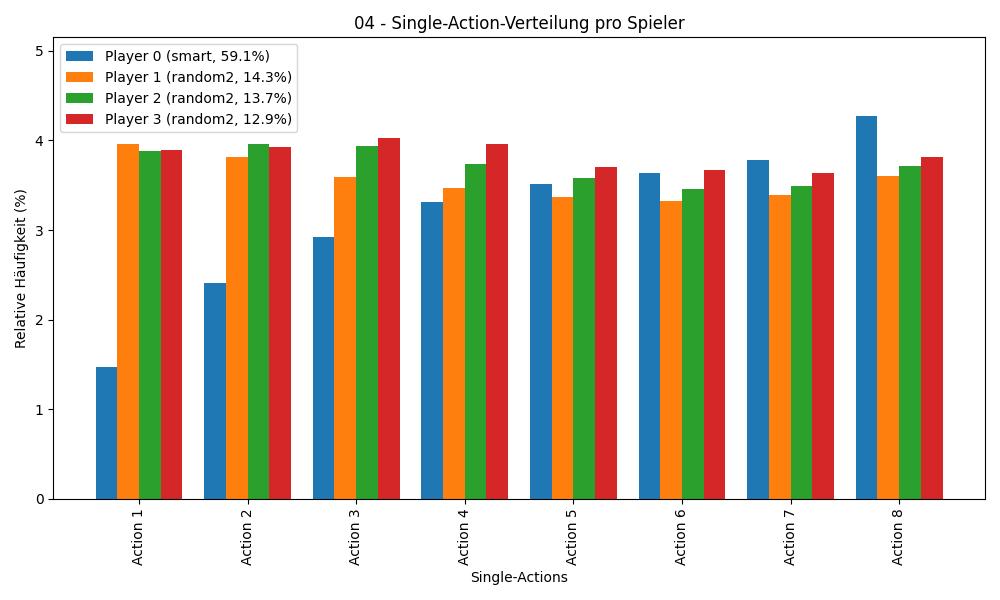 04 - Single-Action-Verteilung pro Spieler
Player 0 (smart, 59.1%)
Player 1 (random2, 14.3%)
Player 2 (random2, 13.7%)
Player 3 (random2, 12.9%)
Relative Häufigkeit (%)
5
4
3
2
1
0
Action 1
Action 2
Action 3
Action 4
Action 5
Action 6
Action 7
Action 8
Single-Actions